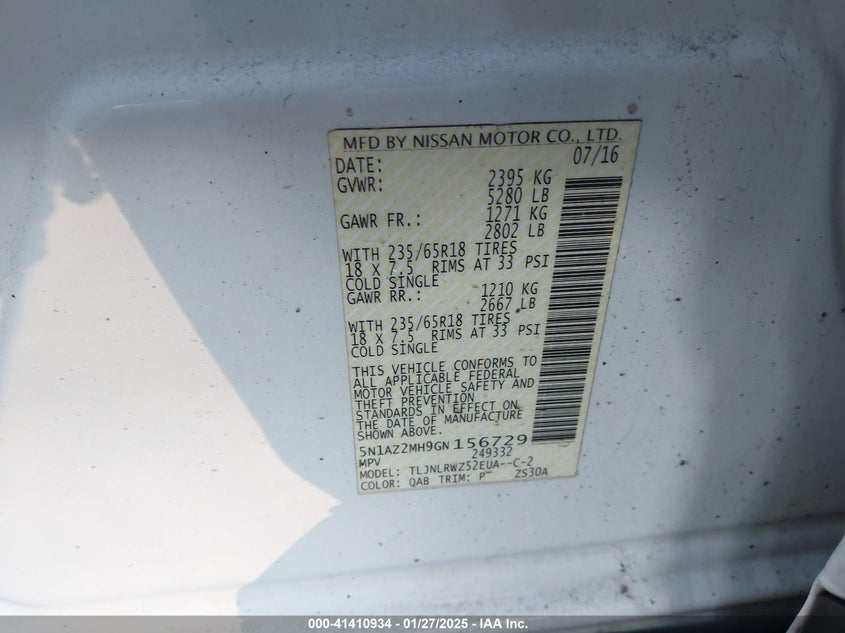 MFD BY NISSAN MOTOR CO., LTD.
DATE: 07/16
GVWR: 2395 KG
5280 LB
GAWR FR.: 1271 KG
2802 LB
WITH 235/65R18 TIRES
18 X 7.5 RIMS AT 33 PSI
COLD SINGLE
GAWR RR.: 1210 KG
2667 LB
WITH 235/65R18 TIRES
18 X 7.5 RIMS AT 33 PSI
COLD SINGLE
THIS VEHICLE CONFORMS TO
ALL APPLICABLE FEDERAL
MOTOR VEHICLE SAFETY AND
THEFT PREVENTION
STANDARDS IN EFFECT ON
THE DATE OF MANUFACTURE
SHOWN ABOVE.
5N1AZ2MH9GN156729
MPV 249332
MODEL: TLJNLRWZ52EUA--C-2
COLOR: QAB TRIM: P ZS30A
000-41410934 - 01/27/2025 - IAA Inc.